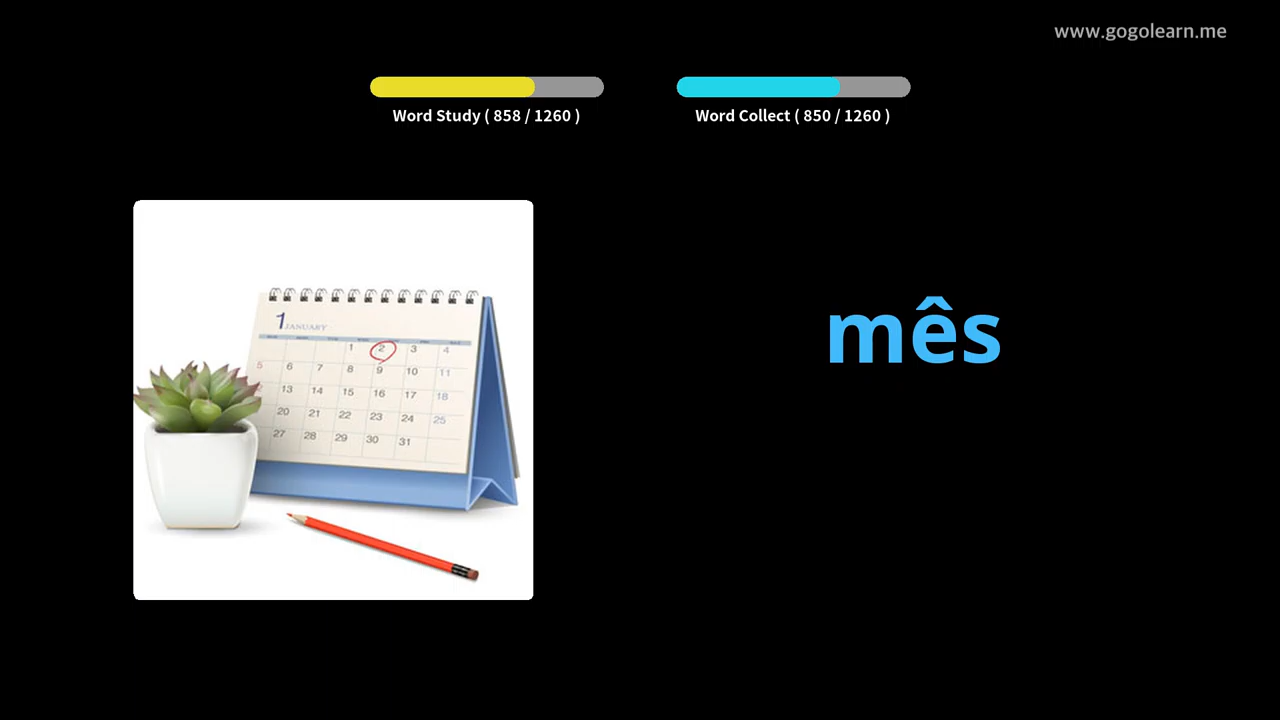 www.gogolearn.me
Word Study ( 858 / 1260 )
Word Collect ( 850 / 1260 )
mês
1 JANUARY
1 2 3 4
5 6 7 8 9 10 11
13 14 15 16 17 18
20 21 22 23 24 25
27 28 29 30 31